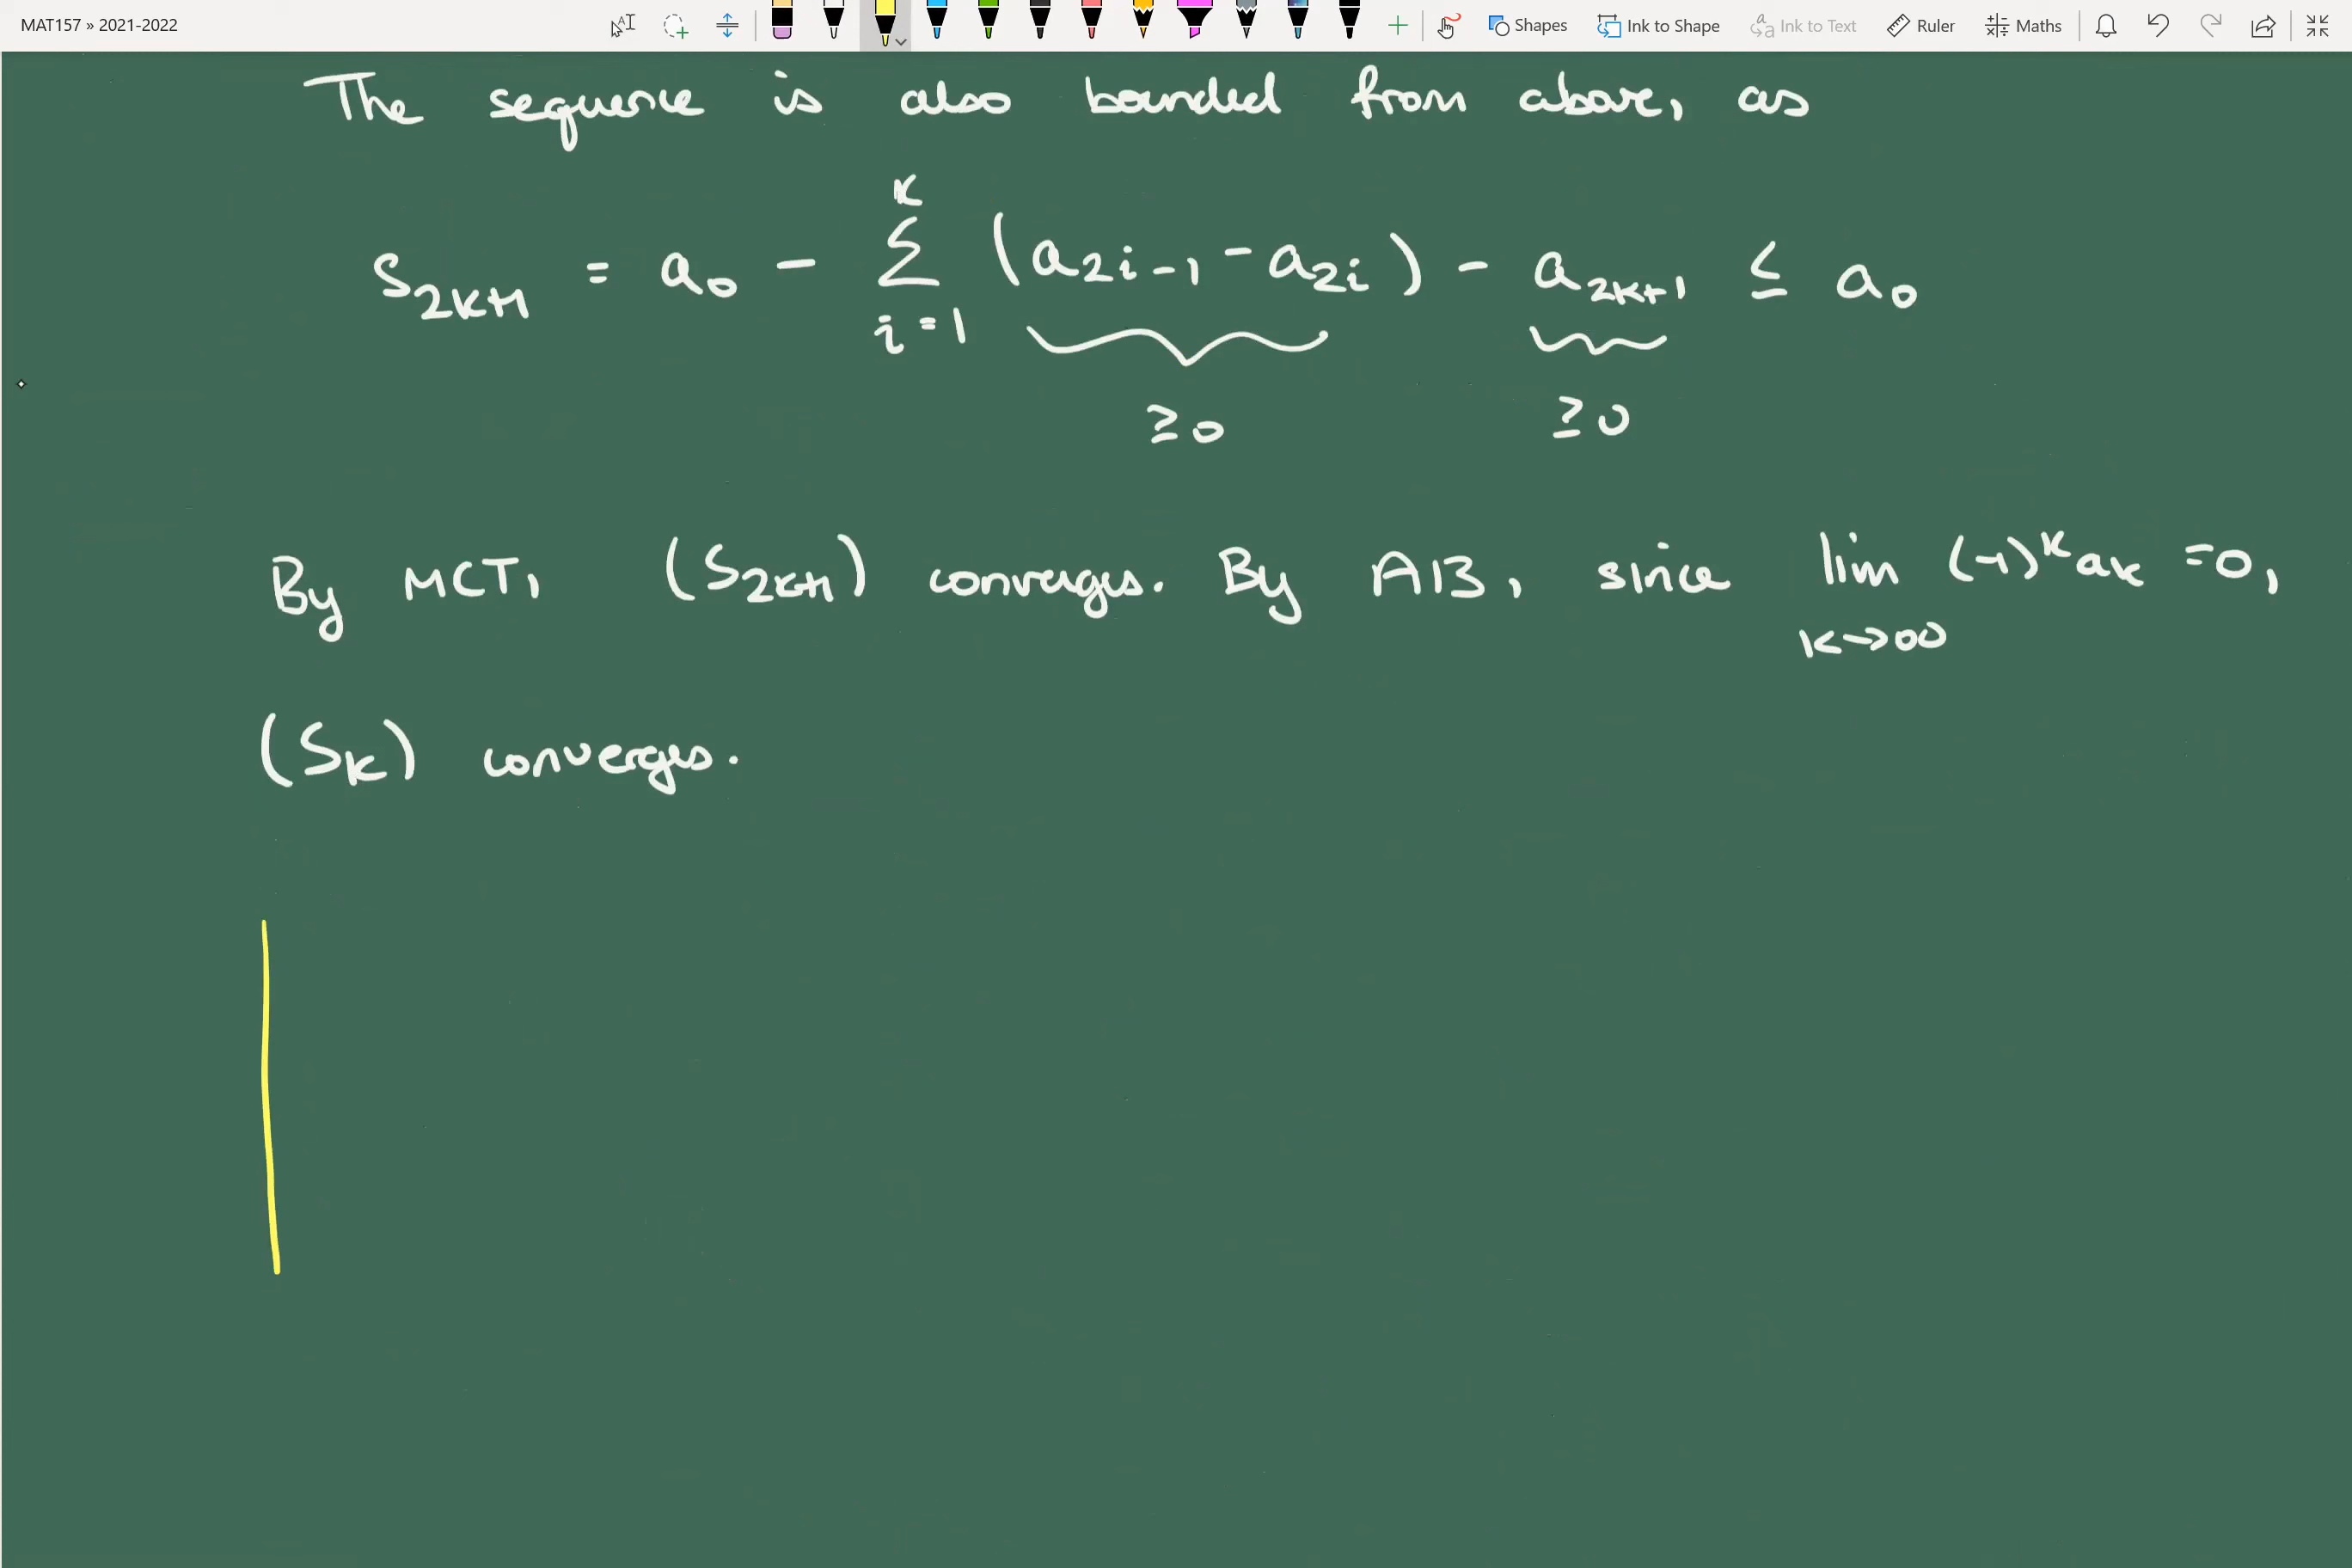 MAT157 » 2021-2022
Shapes Ink to Shape Ink to Text Ruler Maths
The sequence is also bounded from above, as
S_{2k+1} = a_0 - \sum_{i=1}^{k} (a_{2i-1} - a_{2i}) - a_{2k+1} ≤ a_0
≥0 ≥0
By MCT, (S_{2k+1}) converges. By A13, since \lim_{k→∞} (-1)^k a_k = 0,
(S_k) converges.